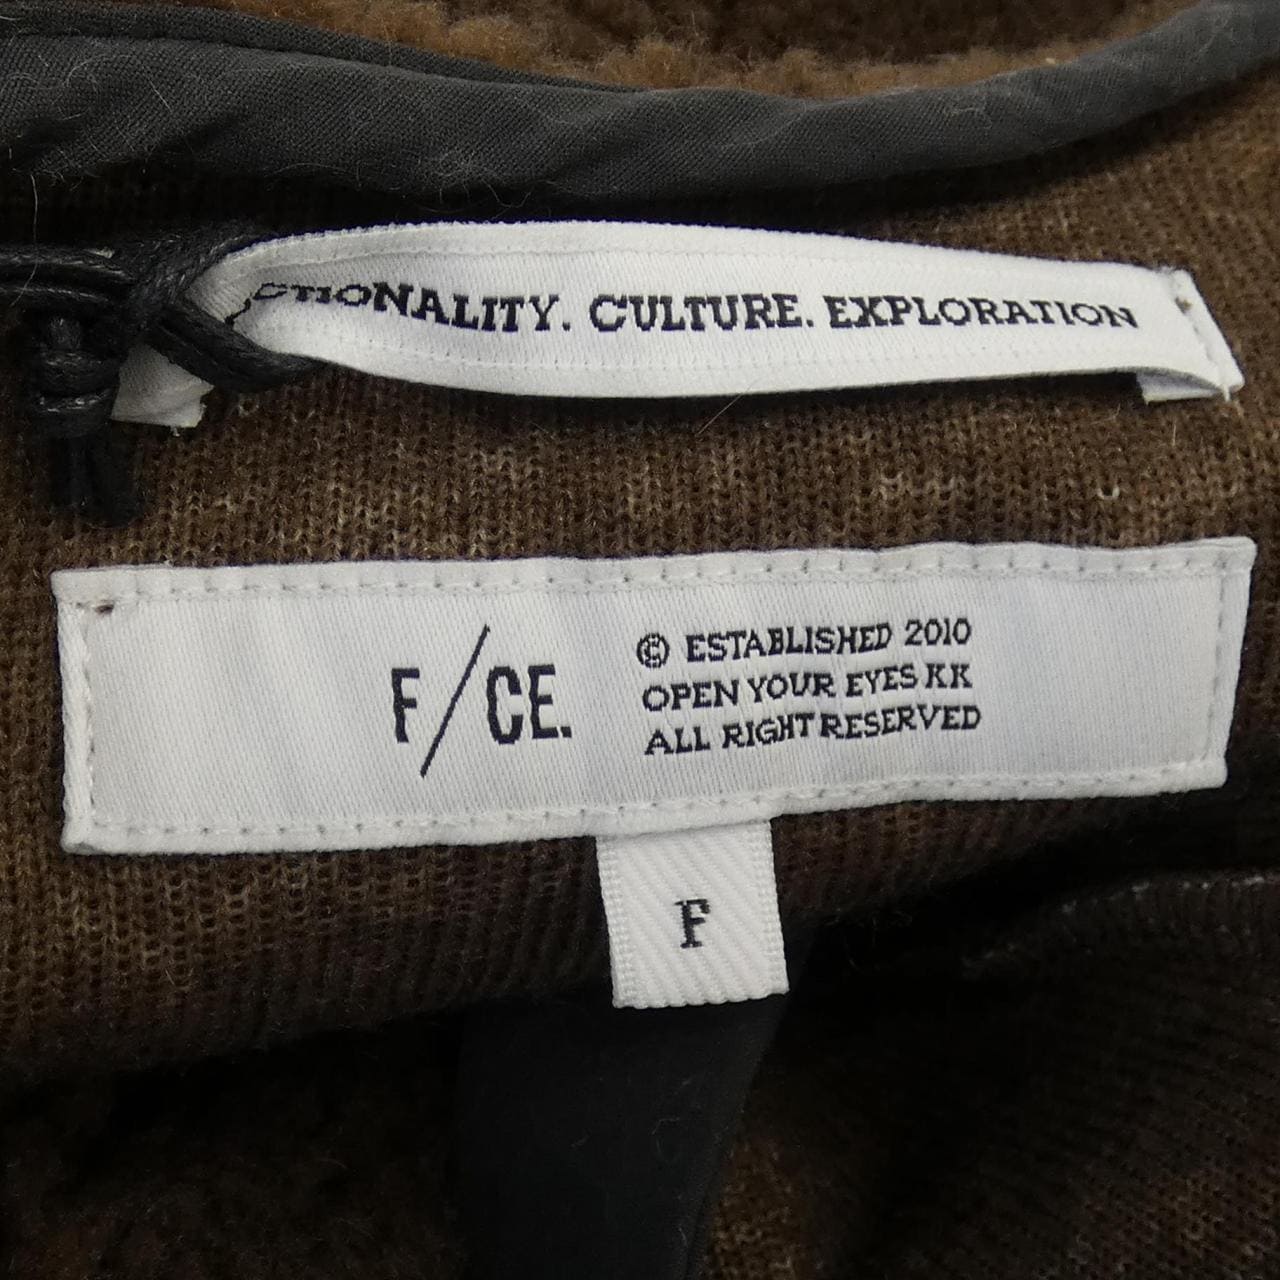 CTIONALITY. CULTURE. EXPLORATION
F/CE.
© ESTABLISHED 2010
OPEN YOUR EYES KK
ALL RIGHT RESERVED
F